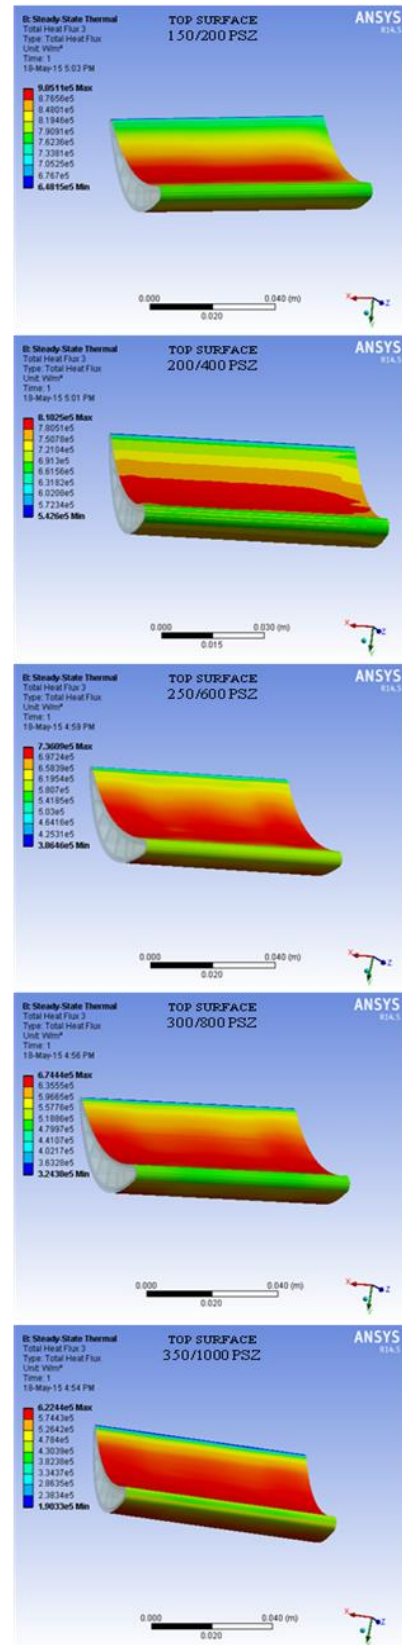 B: Steady-State Thermal
Total Heat Flux 3
Type: Total Heat Flux
Unit: W/m²
Time: 1
18-May-15 5:03 PM
TOP SURFACE
150/200 PSZ
ANSYS
R14.5
9.0511e5 Max
8.7656e5
8.4801e5
8.1946e5
7.9091e5
7.6236e5
7.3381e5
7.0525e5
6.767e5
6.4815e5 Min
0.000
0.040 (m)
0.020
X
Z
Y
B: Steady-State Thermal
Total Heat Flux 3
Type: Total Heat Flux
Unit: W/m²
Time: 1
18-May-15 5:01 PM
TOP SURFACE
200/400 PSZ
ANSYS
R14.5
8.1025e5 Max
7.8051e5
7.5078e5
7.2104e5
6.913e5
6.6156e5
6.3182e5
6.0208e5
5.7234e5
5.426e5 Min
0.000
0.030 (m)
0.015
X
Z
Y
B: Steady-State Thermal
Total Heat Flux 3
Type: Total Heat Flux
Unit: W/m²
Time: 1
18-May-15 4:59 PM
TOP SURFACE
250/600 PSZ
ANSYS
R14.5
7.3609e5 Max
6.9724e5
6.5839e5
6.1954e5
5.807e5
5.4185e5
5.03e5
4.6416e5
4.2531e5
3.8646e5 Min
0.000
0.040 (m)
0.020
X
Z
Y
B: Steady-State Thermal
Total Heat Flux 3
Type: Total Heat Flux
Unit: W/m²
Time: 1
18-May-15 4:56 PM
TOP SURFACE
300/800 PSZ
ANSYS
R14.5
6.7444e5 Max
6.3555e5
5.9665e5
5.5776e5
5.1886e5
4.7997e5
4.4107e5
4.0217e5
3.6328e5
3.2438e5 Min
0.000
0.040 (m)
0.020
X
Z
Y
B: Steady-State Thermal
Total Heat Flux 3
Type: Total Heat Flux
Unit: W/m²
Time: 1
18-May-15 4:54 PM
TOP SURFACE
350/1000 PSZ
ANSYS
R14.5
6.2244e5 Max
5.7443e5
5.2642e5
4.784e5
4.3039e5
3.8238e5
3.3437e5
2.8635e5
2.3834e5
1.9033e5 Min
0.000
0.040 (m)
0.020
X
Z
Y